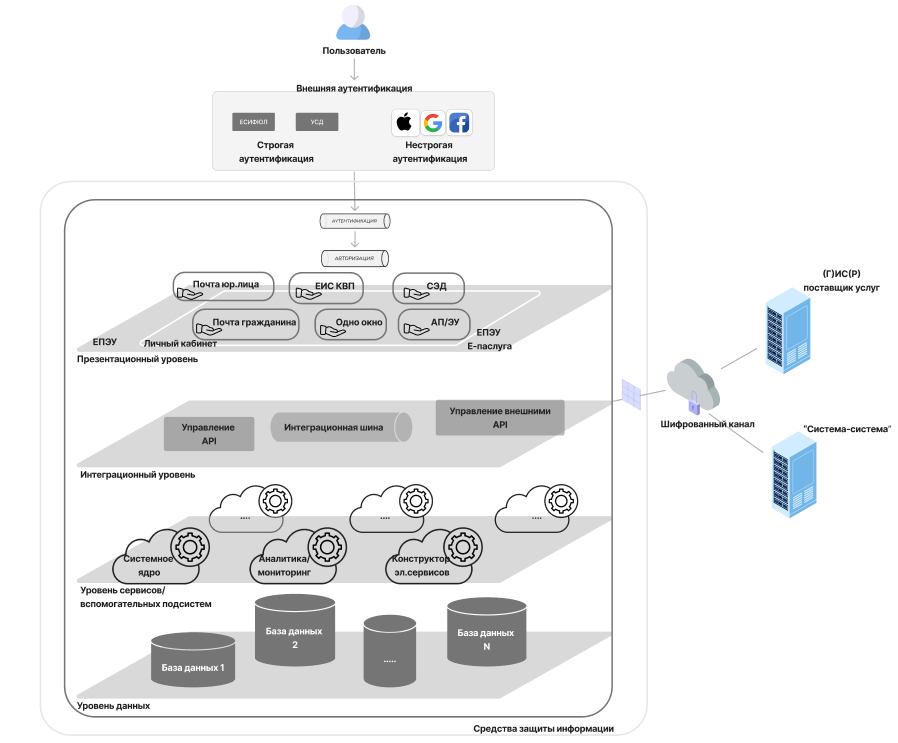 Пользователь
Внешняя аутентификация
ЕСИФЮЛ
УСД
Строгая
аутентификация
Нестрогая
аутентификация
АУТЕНТИФИКАЦИЯ
АВТОРИЗАЦИЯ
Почта юр.лица
ЕИС КВП
СЭД
Почта гражданина
Одно окно
АП/ЭУ
ЕПЭУ
Личный кабинет
ЕПЭУ
Е-паслуга
Презентационный уровень
(Г)ИС(Р)
поставщик услуг
Шифрованный канал
"Система-система"
Управление
API
Интеграционная шина
Управление внешними
API
Интеграционный уровень
....
....
....
Системное
ядро
Аналитика/
мониторинг
Конструктор
эл.сервисов
Уровень сервисов/
вспомогательных подсистем
База данных 1
База данных
2
.....
База данных
N
Уровень данных
Средства защиты информации